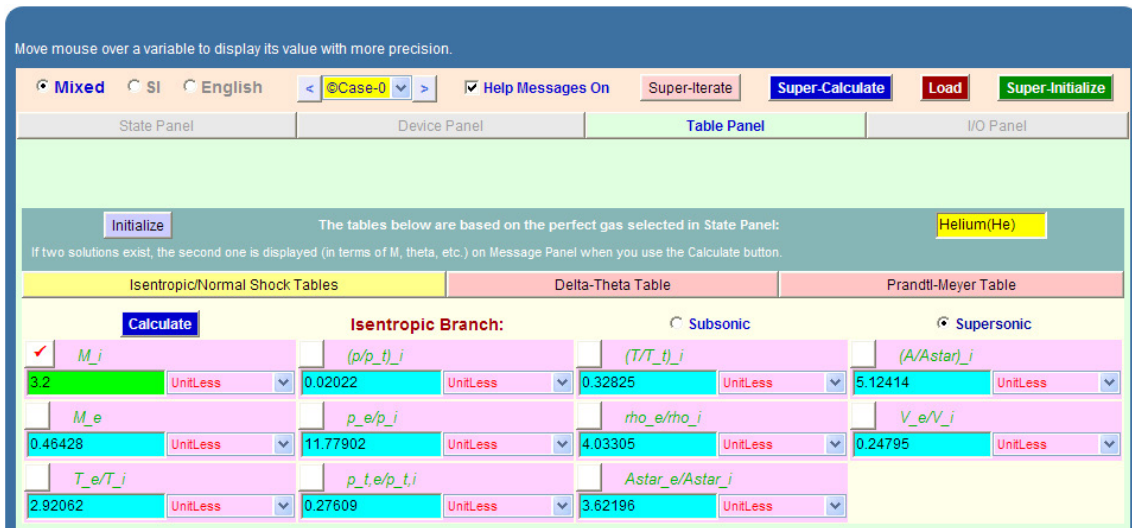 Move mouse over a variable to display its value with more precision.
Mixed SI English < ©Case-0 > Help Messages On Super-Iterate Super-Calculate Load Super-Initialize
State Panel Device Panel Table Panel I/O Panel
Initialize The tables below are based on the perfect gas selected in State Panel: Helium(He)
If two solutions exist, the second one is displayed (in terms of M, theta, etc.) on Message Panel when you use the Calculate button.
Isentropic/Normal Shock Tables Delta-Theta Table Prandtl-Meyer Table
Calculate Isentropic Branch: Subsonic Supersonic
M_i (p/p_t)_i (T/T_t)_i (A/Astar)_i
3.2 UnitLess 0.02022 UnitLess 0.32825 UnitLess 5.12414 UnitLess
M_e p_e/p_i rho_e/rho_i V_e/V_i
0.46428 UnitLess 11.77902 UnitLess 4.03305 UnitLess 0.24795 UnitLess
T_e/T_i p_t,e/p_t,i Astar_e/Astar_i
2.92062 UnitLess 0.27609 UnitLess 3.62196 UnitLess